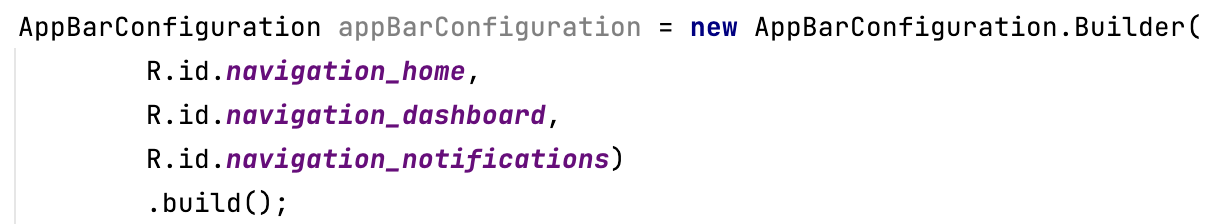 AppBarConfiguration appBarConfiguration = new AppBarConfiguration.Builder(
R.id.navigation_home,
R.id.navigation_dashboard,
R.id.navigation_notifications)
.build();